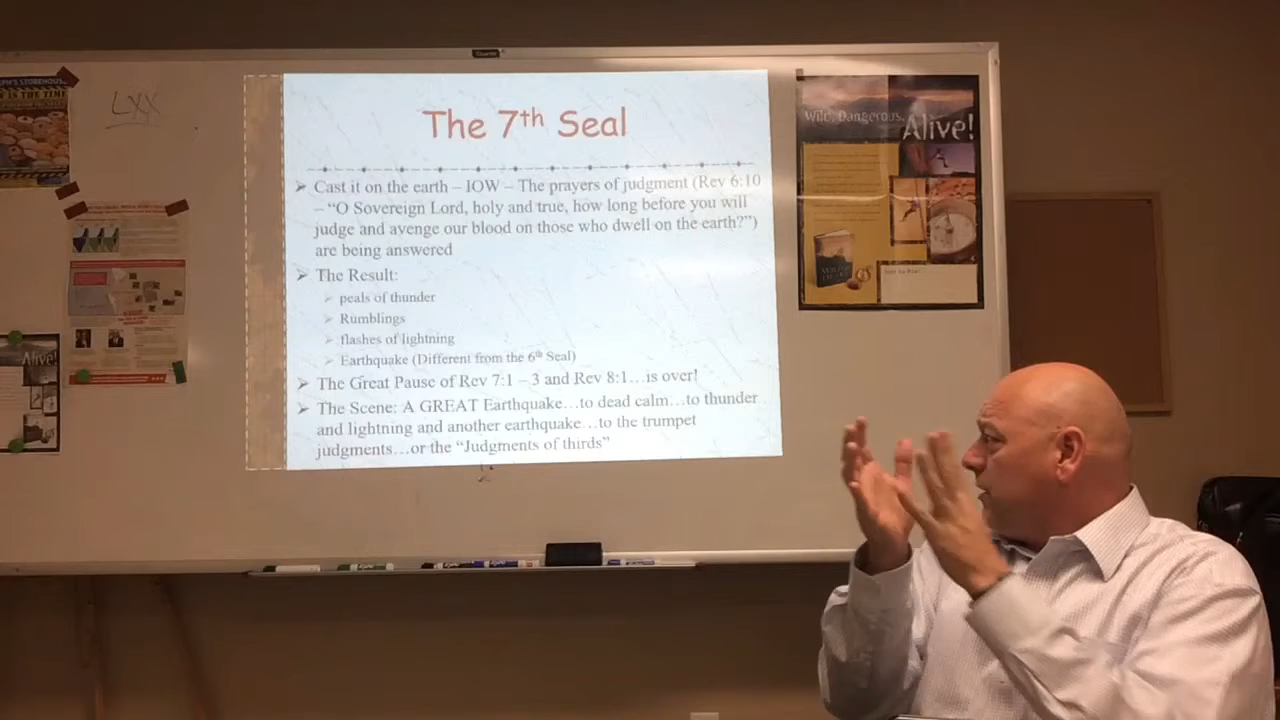 Quartet
LXX
The 7th Seal
➢ Cast it on the earth – IOW – The prayers of judgment (Rev 6:10
– “O Sovereign Lord, holy and true, how long before you will
judge and avenge our blood on those who dwell on the earth?”)
are being answered
➢ The Result:
➢ peals of thunder
➢ Rumblings
➢ flashes of lightning
➢ Earthquake (Different from the 6th Seal)
➢ The Great Pause of Rev 7:1 – 3 and Rev 8:1…is over!
➢ The Scene: A GREAT Earthquake…to dead calm…to thunder
and lightning and another earthquake…to the trumpet
judgments…or the “Judgments of thirds”
Wild, Dangerous,
Alive!
Alive!